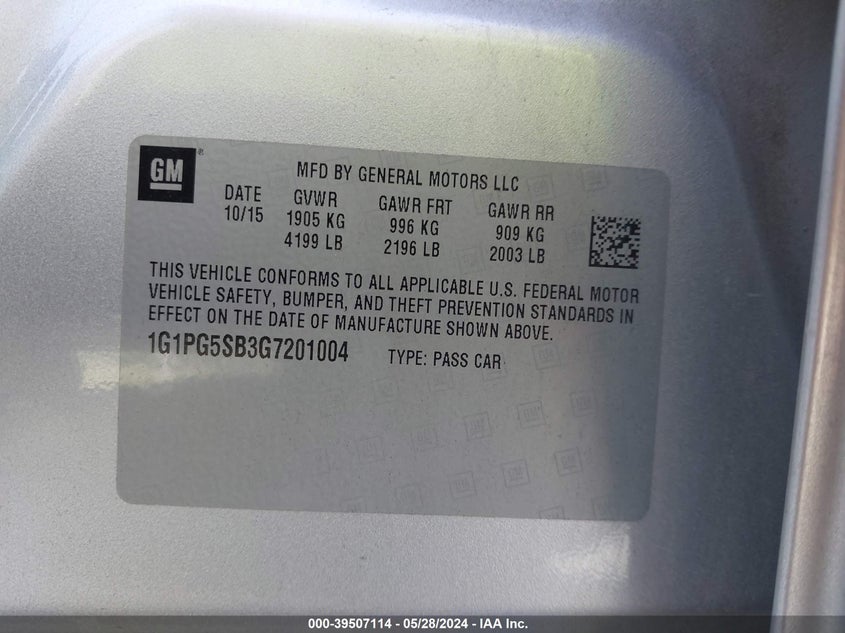 GM®
MFD BY GENERAL MOTORS LLC
DATE GVWR GAWR FRT GAWR RR
10/15 1905 KG 996 KG 909 KG
4199 LB 2196 LB 2003 LB
THIS VEHICLE CONFORMS TO ALL APPLICABLE U.S. FEDERAL MOTOR
VEHICLE SAFETY, BUMPER, AND THEFT PREVENTION STANDARDS IN
EFFECT ON THE DATE OF MANUFACTURE SHOWN ABOVE.
1G1PG5SB3G7201004 TYPE: PASS CAR
000-39507114 - 05/28/2024 - IAA Inc.